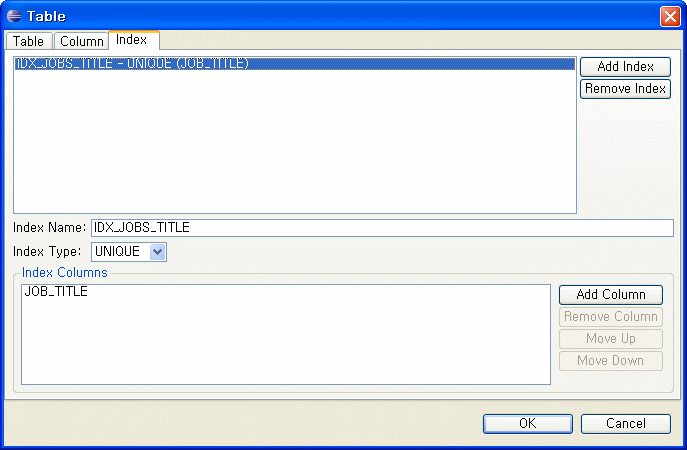 Table
Table Column Index
IDX_JOBS_TITLE - UNIQUE (JOB_TITLE)
Add Index
Remove Index
Index Name: IDX_JOBS_TITLE
Index Type: UNIQUE
Index Columns
JOB_TITLE
Add Column
Remove Column
Move Up
Move Down
OK Cancel